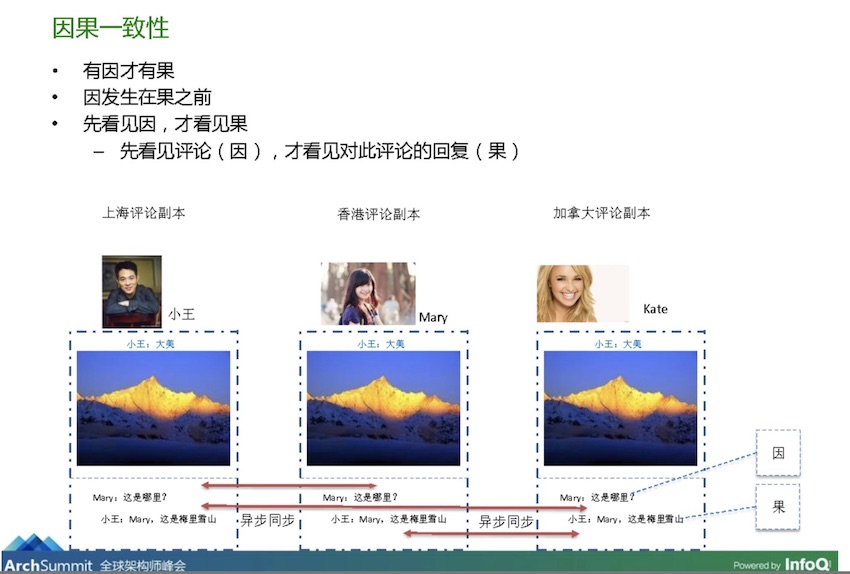 因果一致性
• 有因才有果
• 因发生在果之前
• 先看见因，才看见果
– 先看见评论（因），才看见对此评论的回复（果）
上海评论副本
香港评论副本
加拿大评论副本
小王
Mary
Kate
小王：大美
小王：大美
小王：大美
因
Mary：这是哪里？
Mary：这是哪里？
Mary：这是哪里？
果
小王：Mary，这是梅里雪山
异步同步
小王：Mary，这是梅里雪山
异步同步
小王：Mary，这是梅里雪山
ArchSummit 全球架构师峰会
Powered by InfoQ